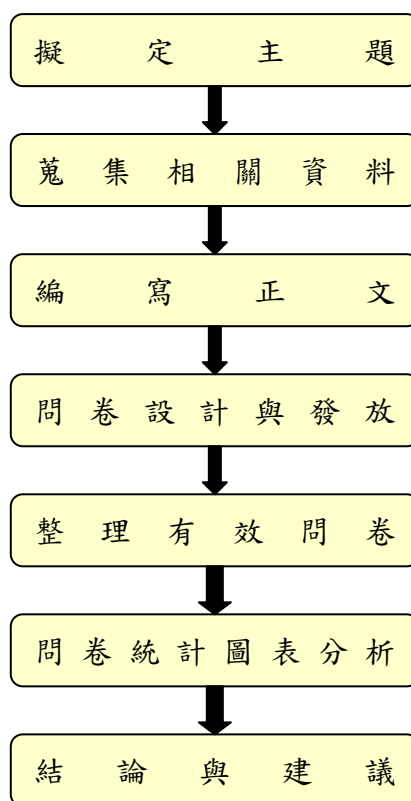 擬定主題
蒐集相關資料
編寫正文
問卷設計與發放
整理有效問卷
問卷統計圖表分析
結論與建議